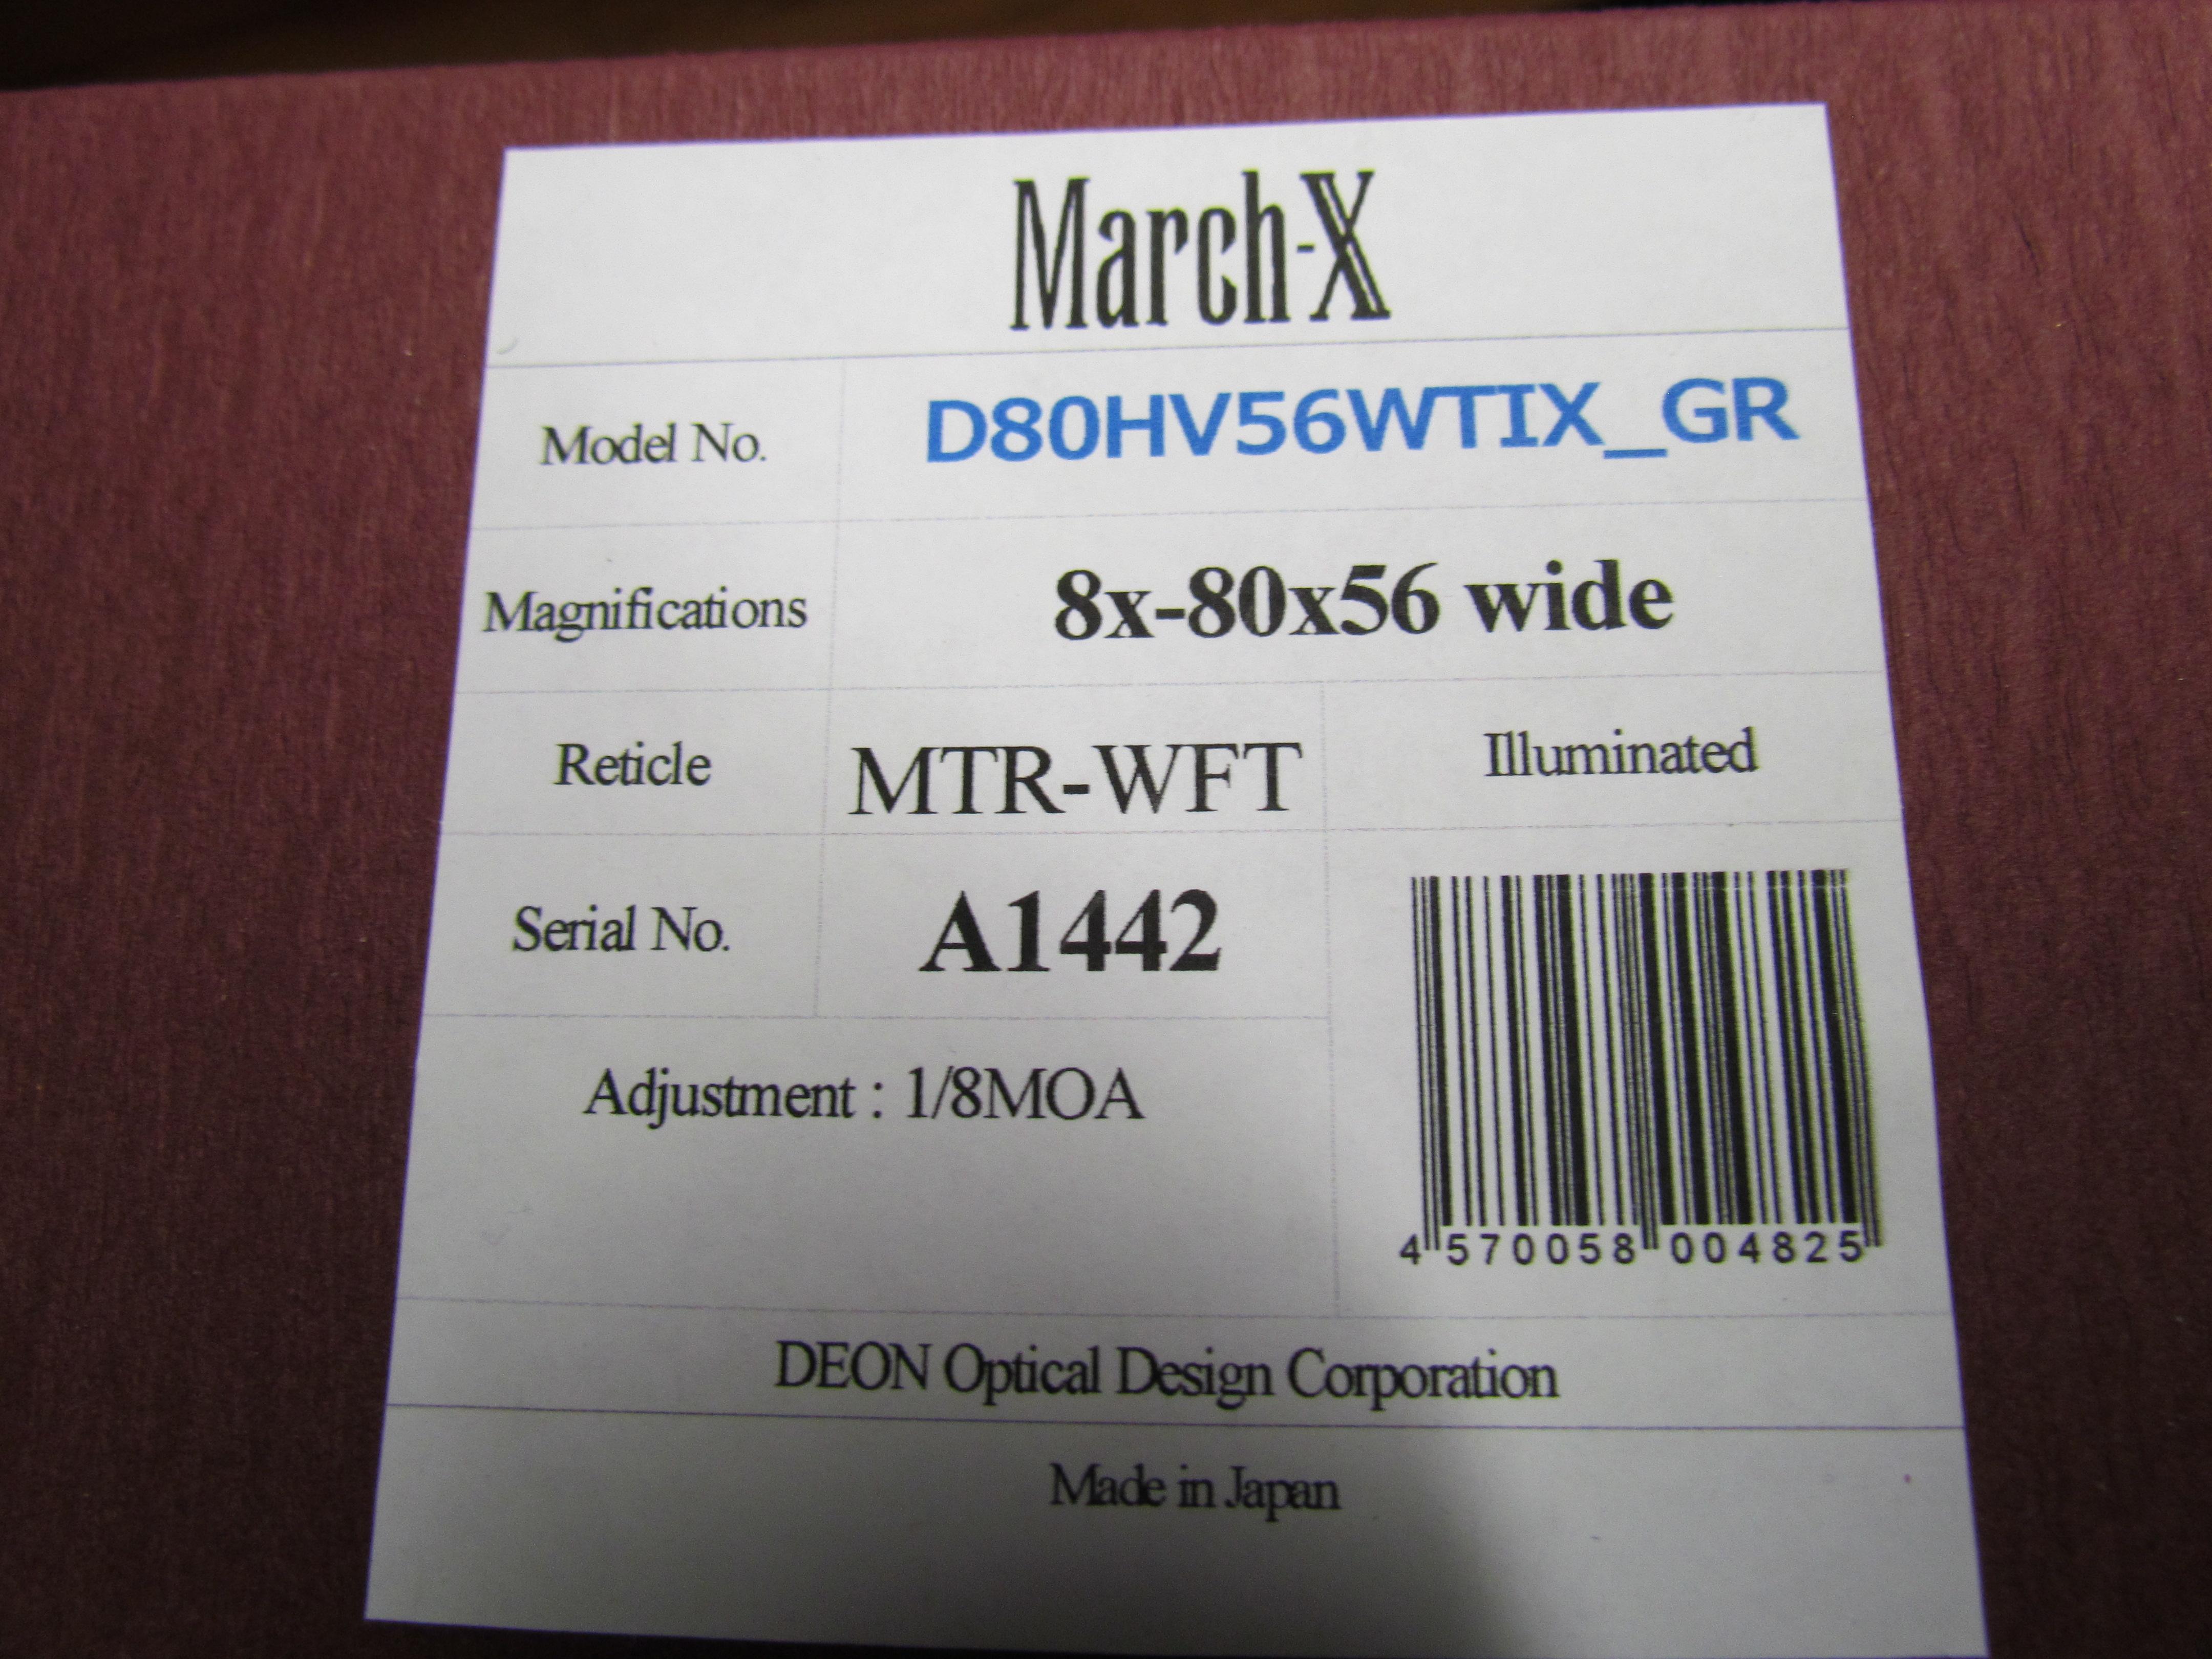 March-X
Model No. D80HV56WTIX_GR
Magnifications 8x-80x56 wide
Reticle MTR-WFT Illuminated
Serial No. A1442
Adjustment : 1/8MOA
4 570058 004825
DEON Optical Design Corporation
Made in Japan